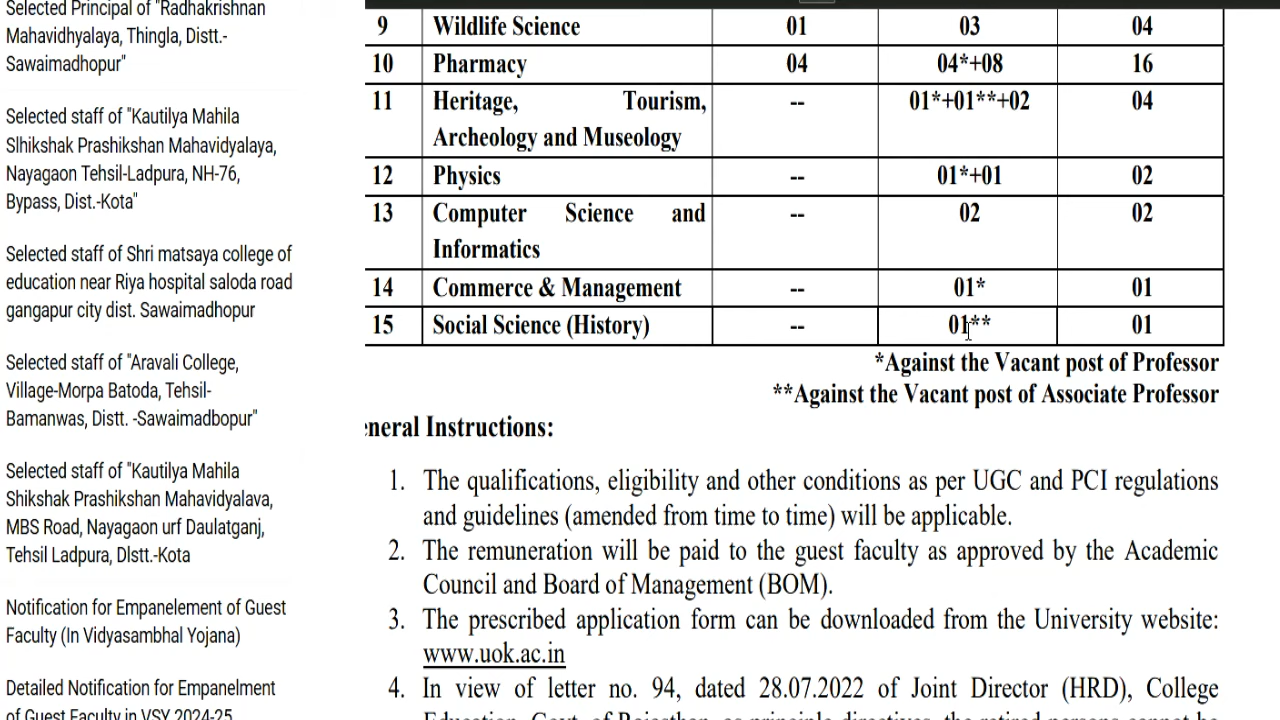 Selected Principal of "Radhakrishnan
Mahavidhyalaya, Thingla, Distt.-
Sawaimadhopur"
Selected staff of "Kautilya Mahila
Slhikshak Prashikshan Mahavidyalaya,
Nayagaon Tehsil-Ladpura, NH-76,
Bypass, Dist.-Kota"
Selected staff of Shri matsaya college of
education near Riya hospital saloda road
gangapur city dist. Sawaimadhopur
Selected staff of "Aravali College,
Village-Morpa Batoda, Tehsil-
Bamanwas, Distt. -Sawaimadbopur"
Selected staff of "Kautilya Mahila
Shikshak Prashikshan Mahavidyalava,
MBS Road, Nayagaon urf Daulatganj,
Tehsil Ladpura, Dlstt.-Kota
Notification for Empanelement of Guest
Faculty (In Vidyasambhal Yojana)
Detailed Notification for Empanelment
of Guest Faculty in VSY 2024-25
9 Wildlife Science 01 03 04
10 Pharmacy 04 04*+08 16
11 Heritage, Tourism, -- 01*+01**+02 04
Archeology and Museology
12 Physics -- 01*+01 02
13 Computer Science and -- 02 02
Informatics
14 Commerce & Management -- 01* 01
15 Social Science (History) -- 01** 01
*Against the Vacant post of Professor
**Against the Vacant post of Associate Professor
neral Instructions:
1. The qualifications, eligibility and other conditions as per UGC and PCI regulations
and guidelines (amended from time to time) will be applicable.
2. The remuneration will be paid to the guest faculty as approved by the Academic
Council and Board of Management (BOM).
3. The prescribed application form can be downloaded from the University website:
www.uok.ac.in
4. In view of letter no. 94, dated 28.07.2022 of Joint Director (HRD), College